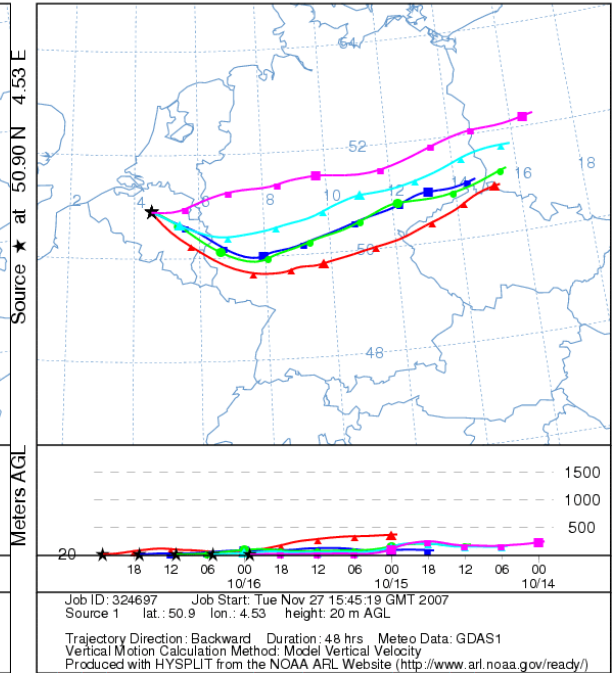 Source ★ at 50.90 N 4.53 E
54
52
2
4
6
8
10
12
14
16
18
50
48
Meters AGL
1500
1000
500
20
18 12 06 00 18 12 06 00 18 12 06 00
10/16 10/15 10/14
Job ID: 324697 Job Start: Tue Nov 27 15:45:19 GMT 2007
Source 1 lat.: 50.9 lon.: 4.53 height: 20 m AGL
Trajectory Direction: Backward Duration: 48 hrs Meteo Data: GDAS1
Vertical Motion Calculation Method: Model Vertical Velocity
Produced with HYSPLIT from the NOAA ARL Website (http://www.arl.noaa.gov/ready/)